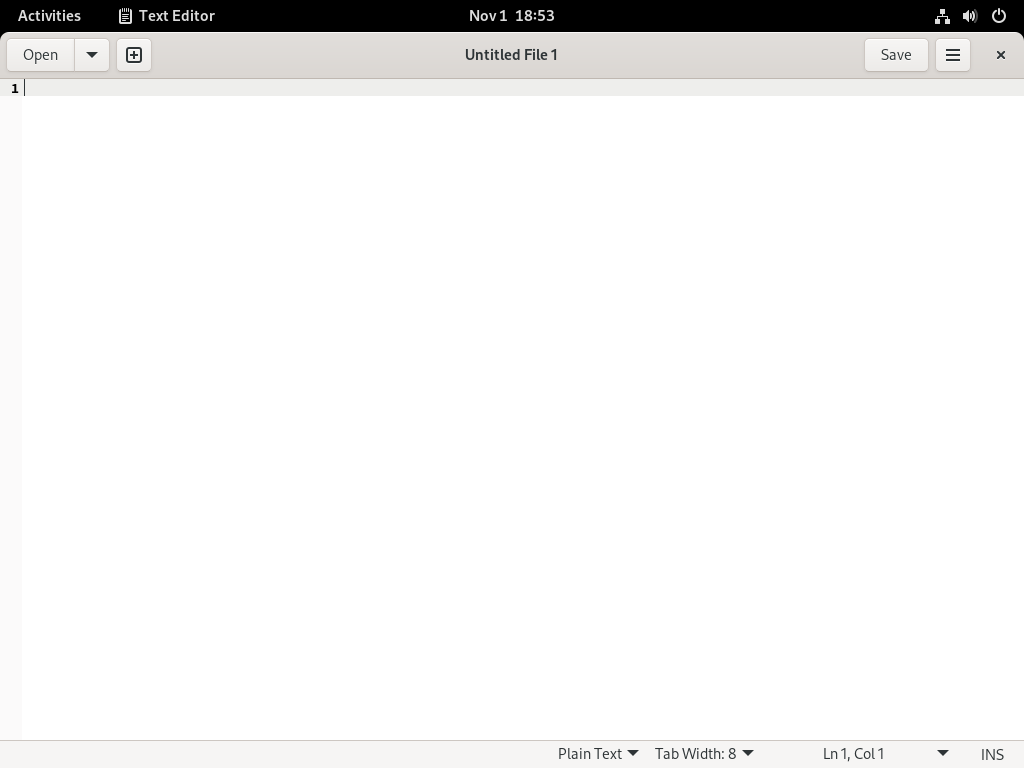 Activities Text Editor Nov 1 18:53
Open Untitled File 1 Save
1
Plain Text Tab Width: 8 Ln 1, Col 1 INS